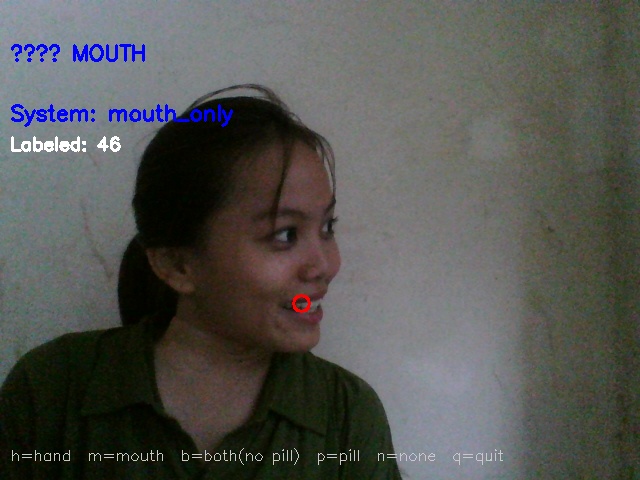 ???? MOUTH
System: mouth_only
Labeled: 46
h=hand m=mouth b=both(no pill) p=pill n=none q=quit